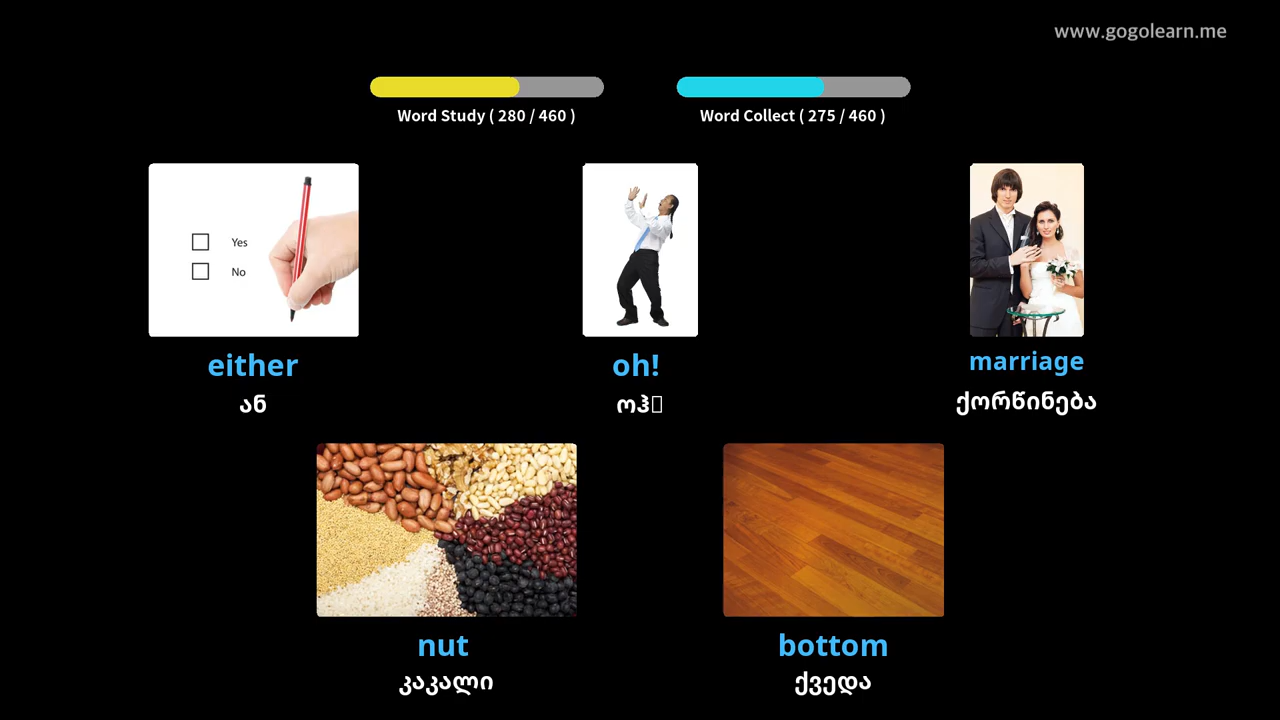 www.gogolearn.me
Word Study ( 280 / 460 )
Word Collect ( 275 / 460 )
Yes
No
either
oh!
marriage
ან
ოჰ
ქორწინება
nut
bottom
კაკალი
ქვედა